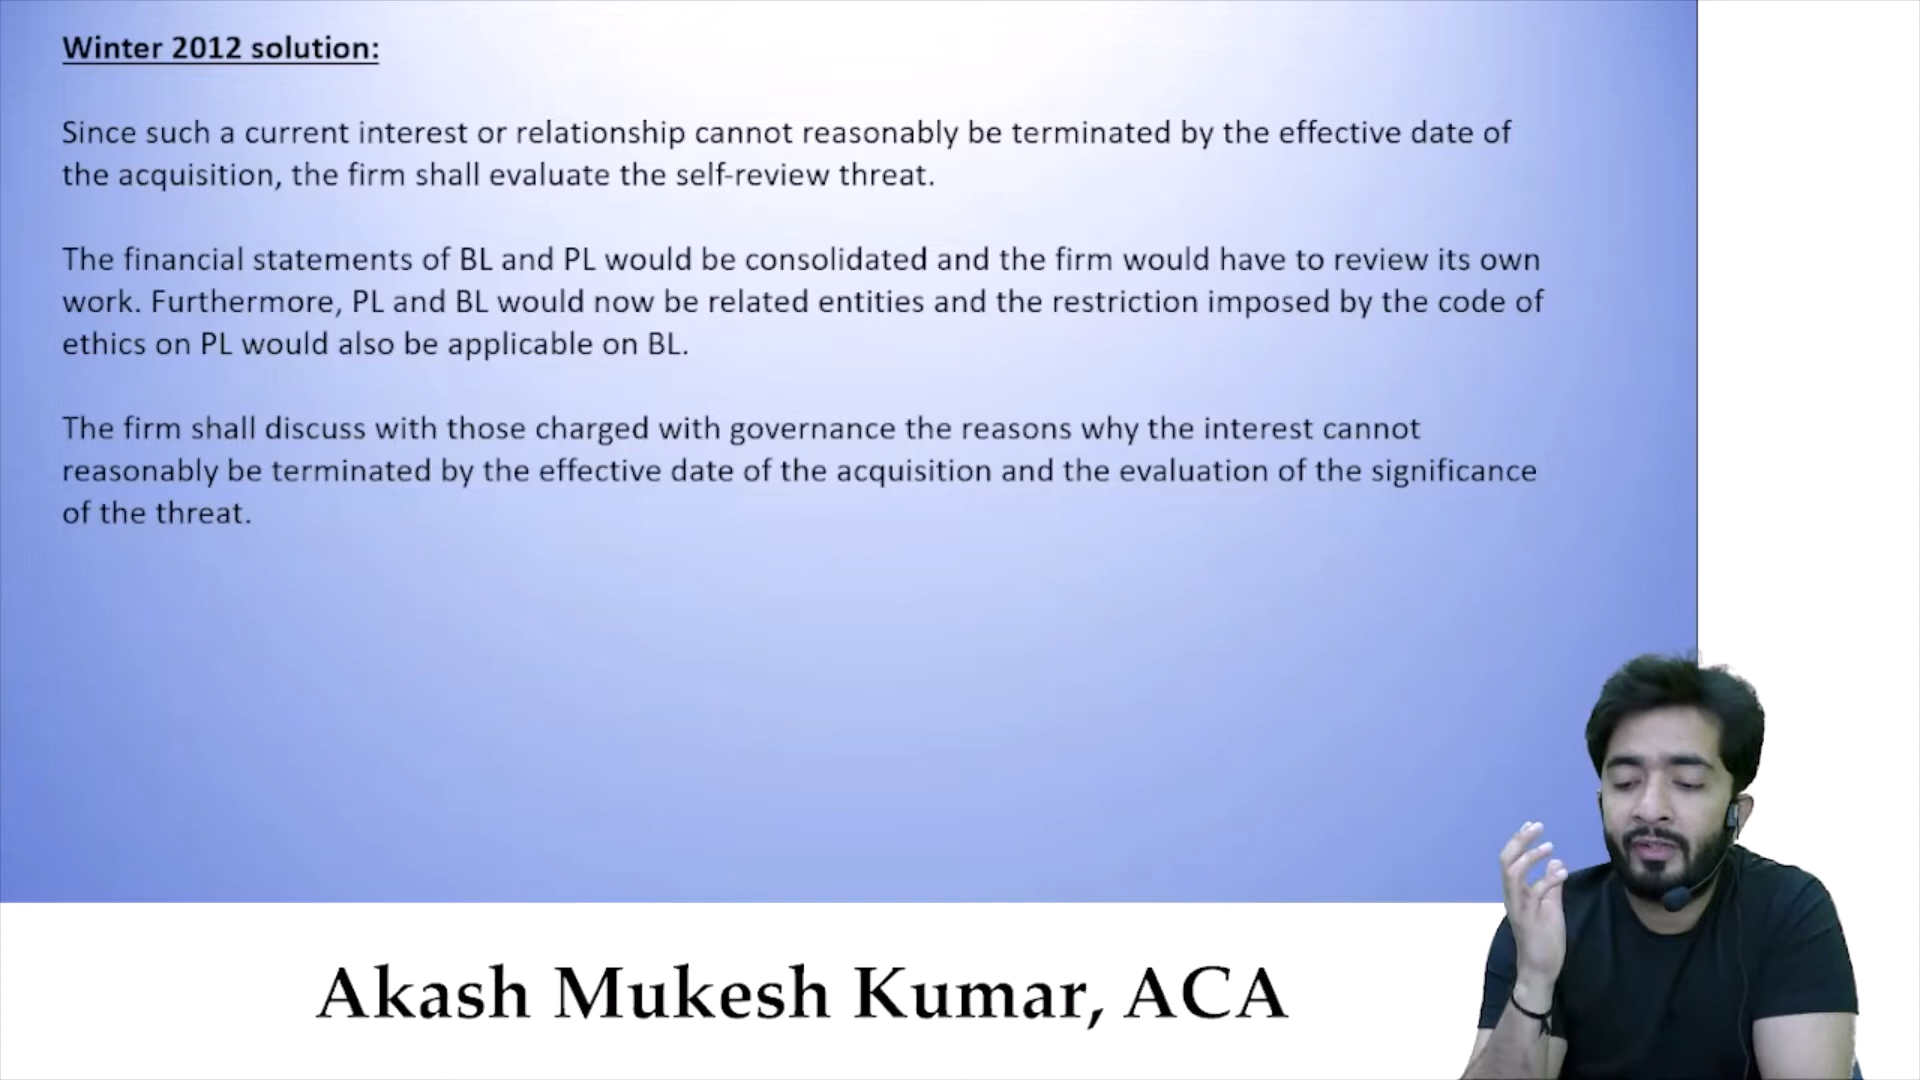 Winter 2012 solution:
Since such a current interest or relationship cannot reasonably be terminated by the effective date of
the acquisition, the firm shall evaluate the self-review threat.
The financial statements of BL and PL would be consolidated and the firm would have to review its own
work. Furthermore, PL and BL would now be related entities and the restriction imposed by the code of
ethics on PL would also be applicable on BL.
The firm shall discuss with those charged with governance the reasons why the interest cannot
reasonably be terminated by the effective date of the acquisition and the evaluation of the significance
of the threat.
Akash Mukesh Kumar, ACA